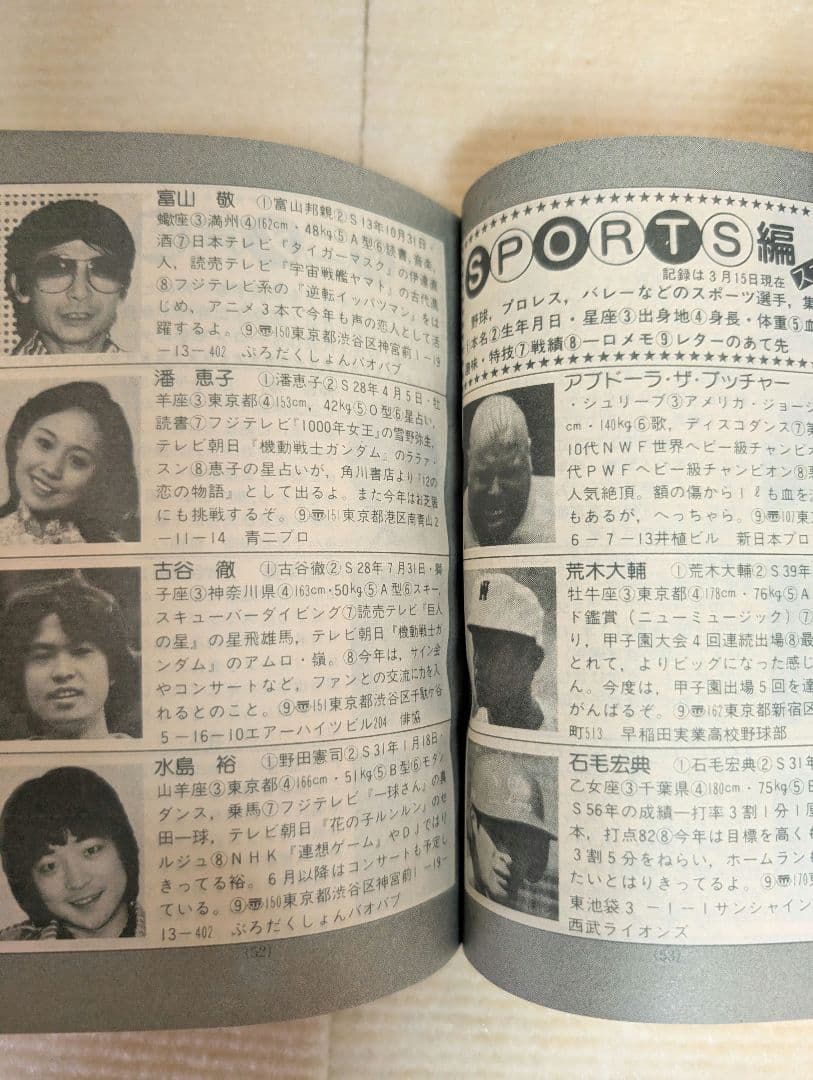 富山 敬 ①富山邦親②S13年10月31日・
蠍座③満州④162cm・48kg⑤A型⑥読書,音楽,
酒⑦日本テレビ『タイガーマスク』の伊達直
人,読売テレビ『宇宙戦艦ヤマト』の古代進
⑧フジテレビ系の『逆転イッパツマン』をは
じめ,アニメ3本で今年も声の恋人として活
躍するよ。⑨〠150東京都渋谷区神宮前1-19
-13-402 ぷろだくしょんバオバブ
潘 恵子 ①潘恵子②S28年4月5日・牡
羊座③東京都④153cm,42kg⑤O型⑥星占い,
読書⑦フジテレビ『1000年女王』の雪野弥生,
テレビ朝日『機動戦士ガンダム』のララァ・
スン⑧恵子の星占いが,角川書店より『12の
恋の物語』として出るよ。また今年はお芝居
にも挑戦するぞ。⑨〠151東京都港区南青山2
-11-14 青二プロ
古谷 徹 ①古谷徹②S28年7月31日・獅
子座③神奈川県④163cm・50kg⑤A型⑥スキー,
スキューバーダイビング⑦読売テレビ『巨人
の星』の星飛雄馬,テレビ朝日『機動戦士ガ
ンダム』のアムロ・嶺。⑧今年は,サイン会
やコンサートなど,ファンとの交流に力を入
れるとのこと。⑨〠151東京都渋谷区千駄ケ谷
5-16-10エアーハイツビル204 俳協
水島 裕 ①野田憲司②S31年1月18日・
山羊座③東京都④166cm・51kg⑤B型⑥モダン
ダンス,乗馬⑦フジテレビ『一球さん』の真
田一球,テレビ朝日『花の子ルンルン』のセ
ルジュ⑧NHK『連想ゲーム』やDJではり
きってる裕。6月以降はコンサートも予定し
ている。⑨〠150東京都渋谷区神宮前1-19-
13-402 ぷろだくしょんバオバブ
(52)
SPORTS編
記録は3月15日現在
野球,プロレス,バレーなどのスポーツ選手,集
①本名②生年月日・星座③出身地④身長・体重⑤血
趣味・特技⑦戦績⑧一口メモ⑨レターのあて先
アブドーラ・ザ・ブッチャー
・シュリーブ③アメリカ・ジョージ
cm・140kg⑥歌,ディスコダンス⑦第
10代NWF世界ヘビー級チャンピオン
代PWFヘビー級チャンピオン⑧悪
人気絶頂。額の傷から1ℓも血を流
もあるが,へっちゃら。⑨〠107東京
6-7-13井植ビル 新日本プロ
荒木大輔 ①荒木大輔②S39年
牡牛座③東京都④178cm・76kg⑤A
ド鑑賞(ニューミュージック)⑦
り,甲子園大会4回連続出場⑧最
とれて,よりビッグになった感じ
ん。今度は,甲子園出場5回を達
がんばるぞ。⑨〠162東京都新宿区
町513 早稲田実業高校野球部
石毛宏典 ①石毛宏典②S31年
乙女座③千葉県④180cm・75kg⑤B
S56年の成績一打率3割1分1厘
本,打点82⑧今年は目標を高くも
3割5分をねらい,ホームランも
たいとはりきってるよ。⑨〠170東
東池袋3-1-1サンシャイン
西武ライオンズ
(53)